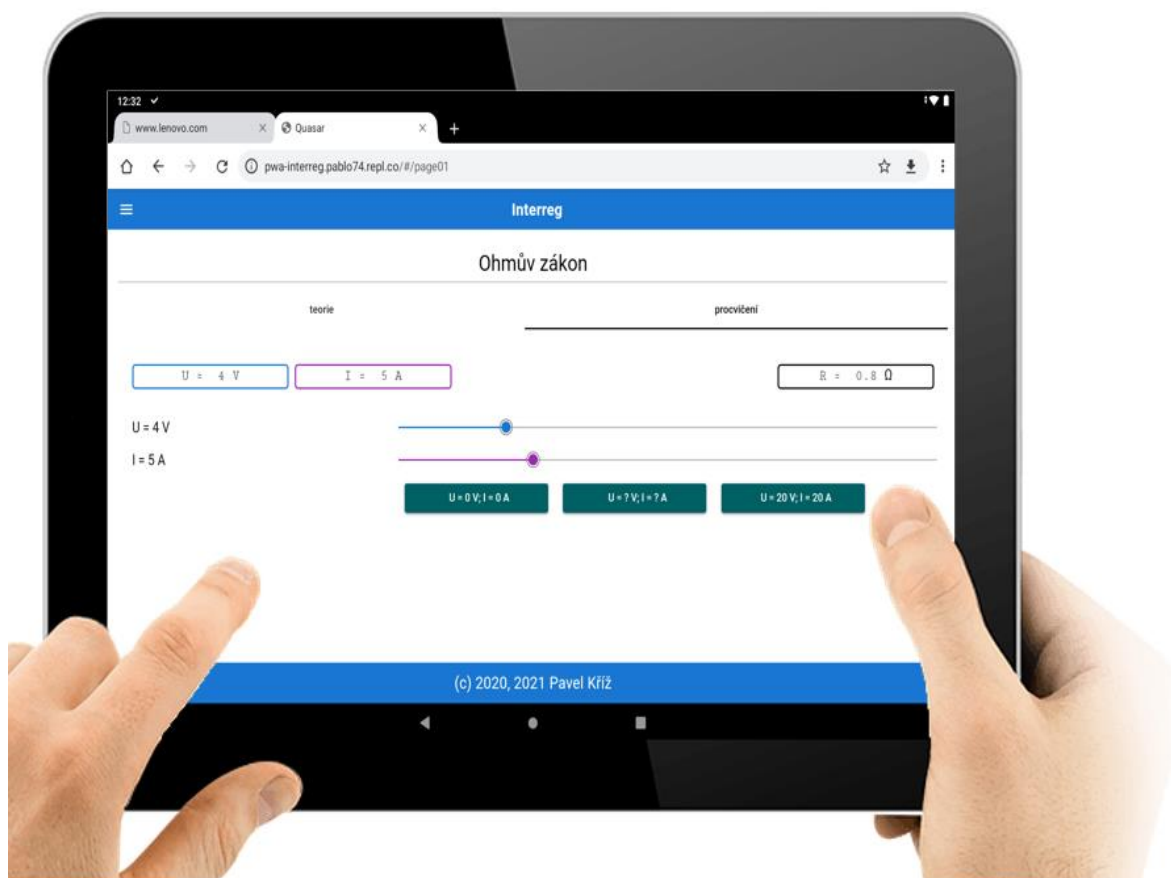 12:32
www.lenovo.com
Quasar
pwa-interreg.pablo74.repl.co/#/page01
Interreg
Ohmův zákon
teorie procvičení
U = 4 V I = 5 A R = 0.8 Ω
U = 4 V
I = 5 A
U = 0 V; I = 0 A U = ? V; I = ? A U = 20 V; I = 20 A
(c) 2020, 2021 Pavel Kříž